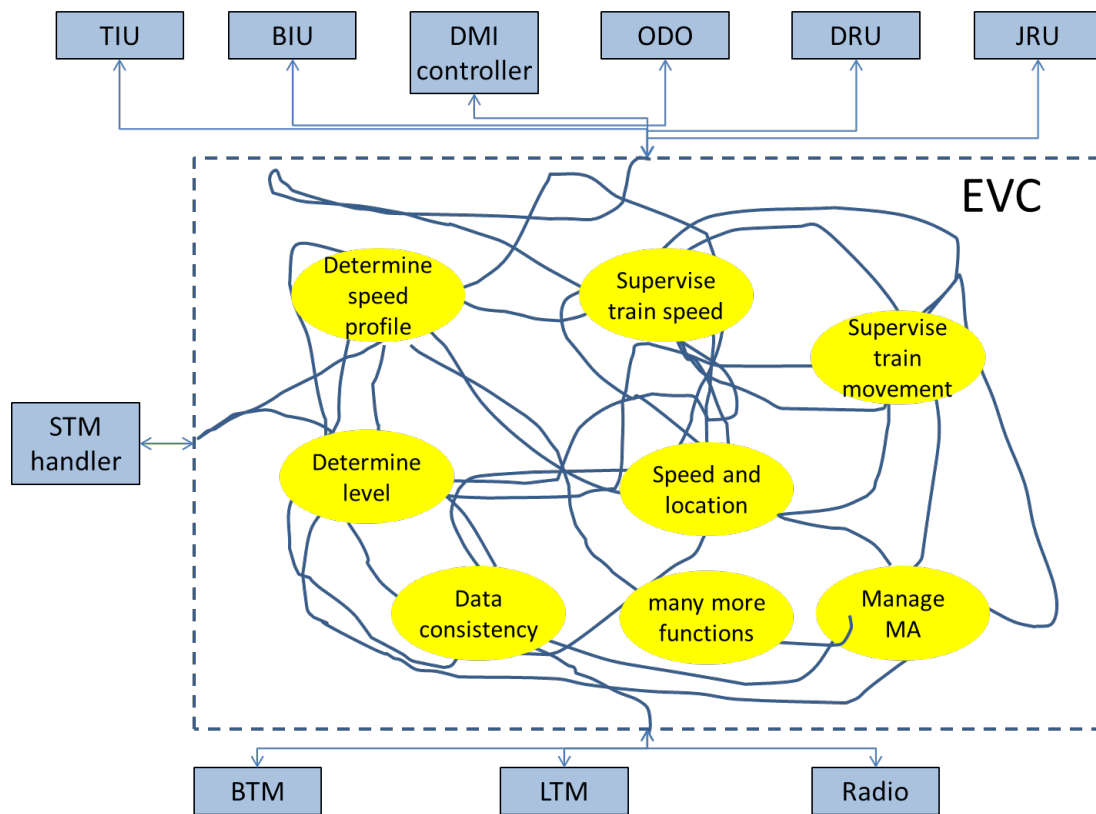 TIU
BIU
DMI
controller
ODO
DRU
JRU
EVC
Determine
speed
profile
Supervise
train speed
Supervise
train
movement
STM
handler
Determine
level
Speed and
location
Data
consistency
many more
functions
Manage
MA
BTM
LTM
Radio